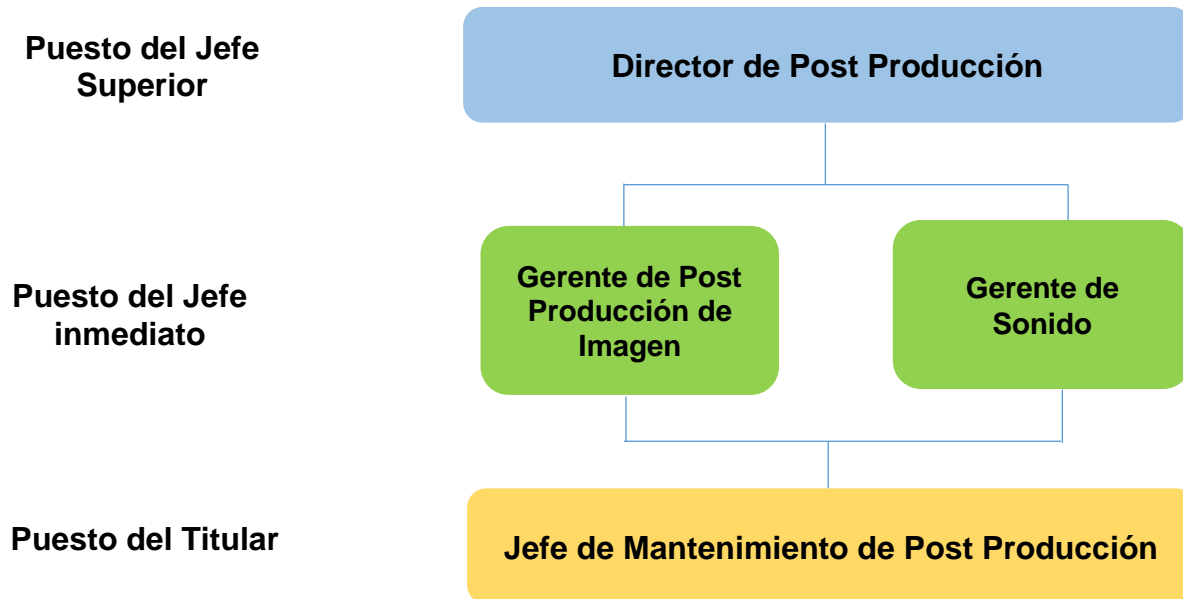 Puesto del Jefe
Superior
Director de Post Producción
Puesto del Jefe
inmediato
Gerente de Post
Producción de
Imagen
Gerente de
Sonido
Puesto del Titular
Jefe de Mantenimiento de Post Producción